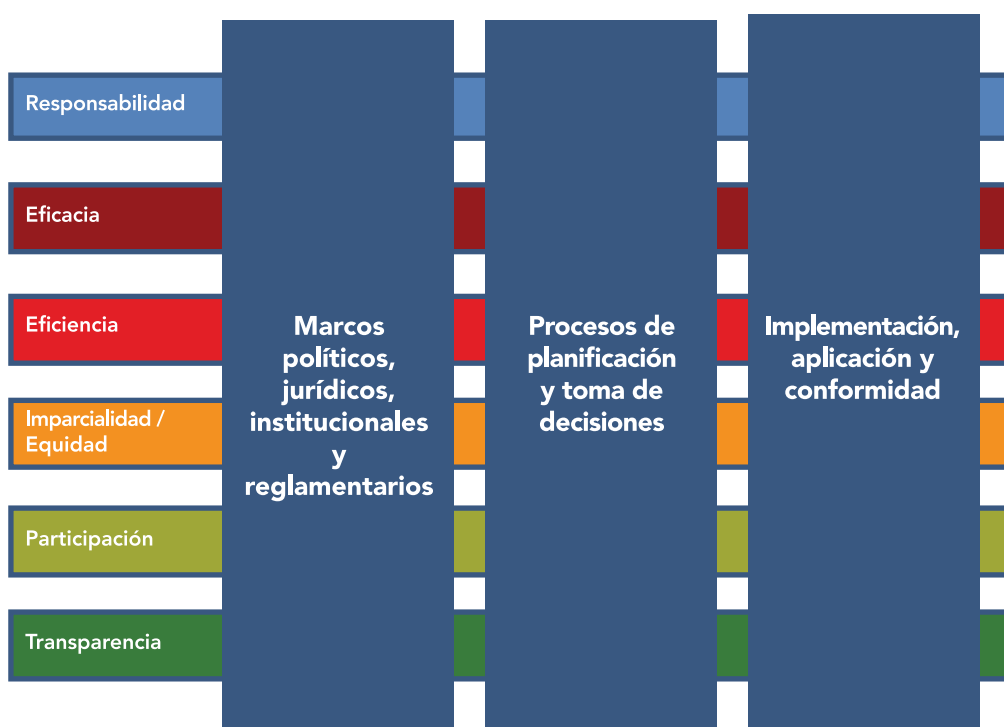 Responsabilidad
Eficacia
Eficiencia
Imparcialidad /
Equidad
Participación
Transparencia
Marcos
políticos,
jurídicos,
institucionales
y
reglamentarios
Procesos de
planificación
y toma de
decisiones
Implementación,
aplicación y
conformidad